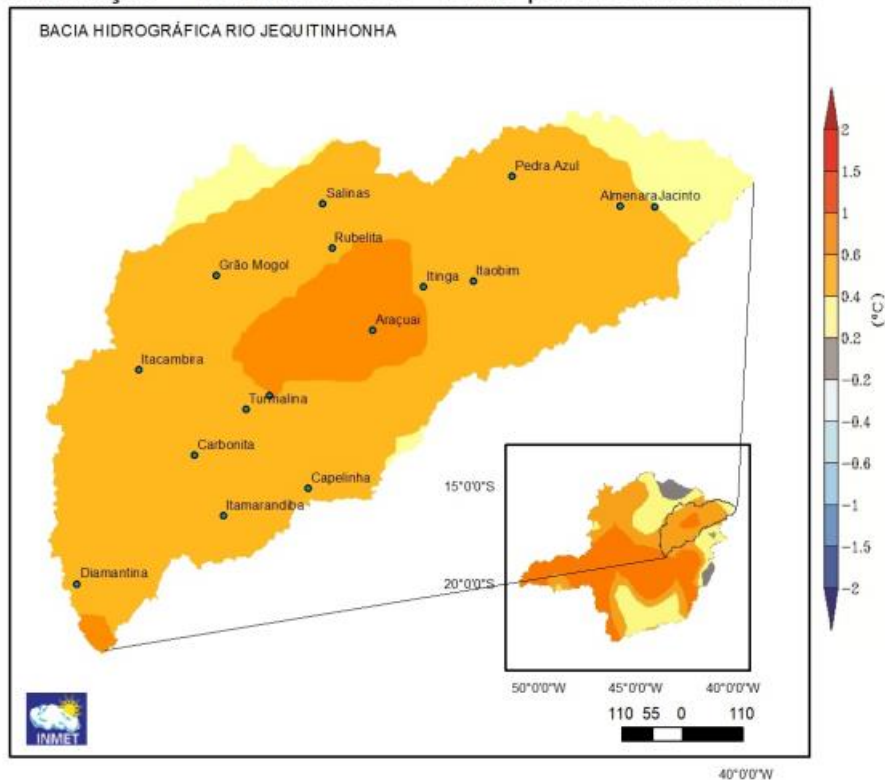 BACIA HIDROGRÁFICA RIO JEQUITINHONHA
Pedra Azul
Salinas
Almenara
Jacinto
Rubelita
Grão Mogol
Itinga
Itaobim
Araçuai
Itacambira
Turmalina
Carbonita
Capelinha
Itamarandiba
Diamantina
2
1.5
1
0.6
0.4
0.2
-0.2
-0.4
-0.6
-1
-1.5
-2
(°C)
15°0'0"S
20°0'0"S
50°0'0"W 45°0'0"W 40°0'0"W
110 55 0 110
INMET
40°0'0"W